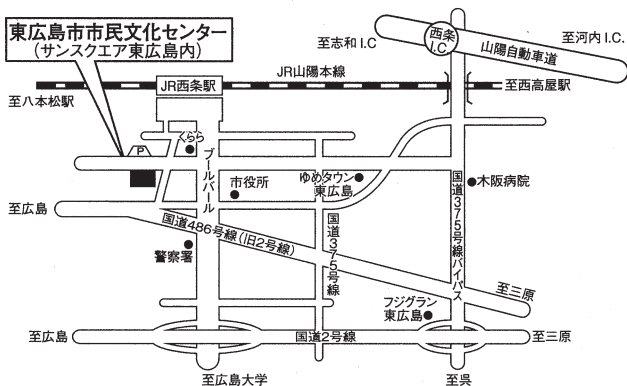 東広島市市民文化センター
(サンスクエア東広島内)
至志和I.C
西条
I.C
至河内I.C.
山陽自動車道
JR山陽本線
JR西条駅
至八本松駅
至西高屋駅
P
くらら
ブールバール
市役所
ゆめタウン
東広島
国道375号線バイパス
木阪病院
至広島
国道486号線(旧2号線)
国道375号線
警察署
至三原
フジグラン
東広島
至広島
国道2号線
至三原
至広島大学
至呉